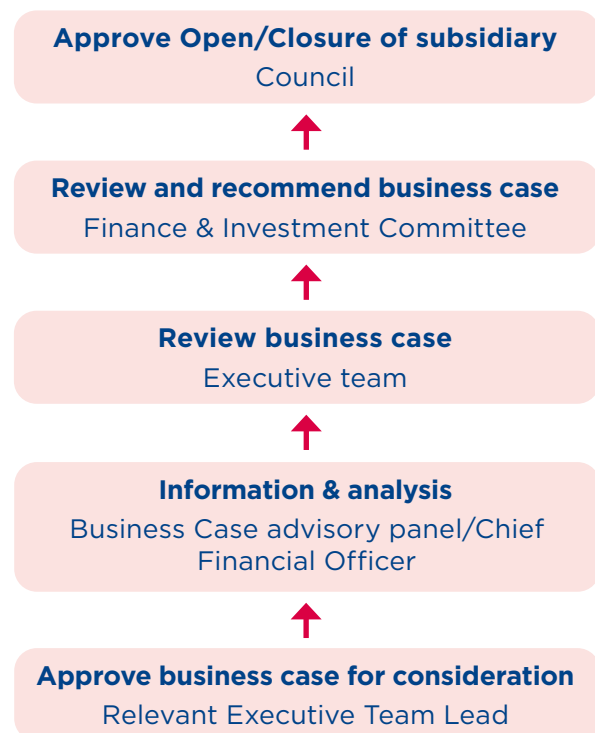 Approve Open/Closure of subsidiary
Council
Review and recommend business case
Finance & Investment Committee
Review business case
Executive team
Information & analysis
Business Case advisory panel/Chief
Financial Officer
Approve business case for consideration
Relevant Executive Team Lead